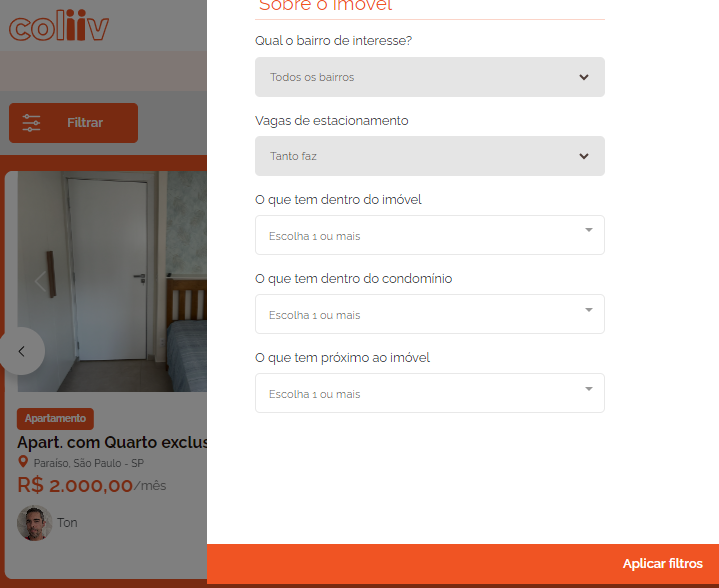 coliiv
Filtrar
Sobre o imóvel
Qual o bairro de interesse?
Todos os bairros
Vagas de estacionamento
Tanto faz
O que tem dentro do imóvel
Escolha 1 ou mais
O que tem dentro do condomínio
Escolha 1 ou mais
O que tem próximo ao imóvel
Escolha 1 ou mais
Apartamento
Apart. com Quarto exclus
Paraíso, São Paulo - SP
R$ 2.000,00/mês
Ton
Aplicar filtros